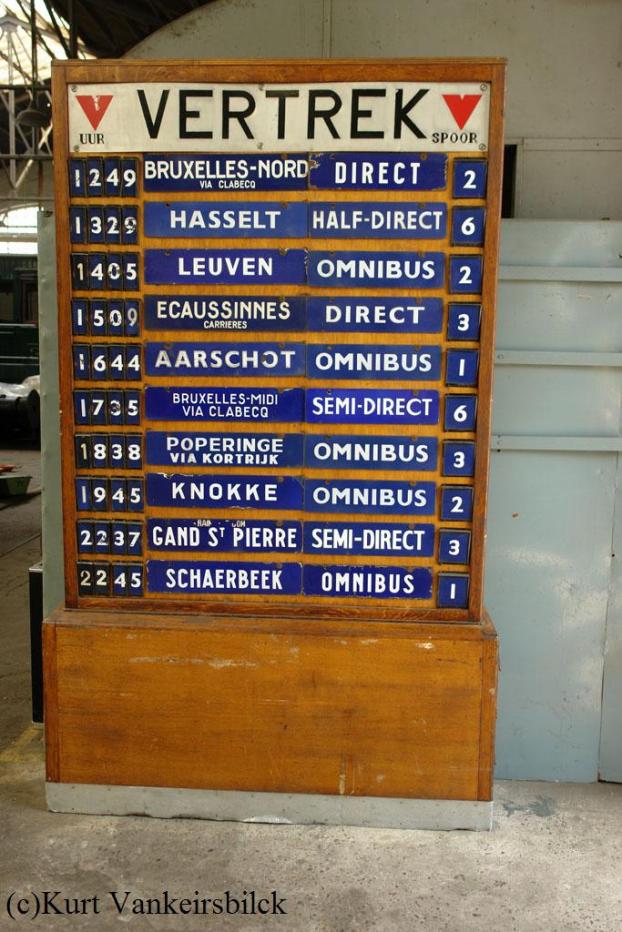 VERTREK
UUR SPOOR
1249 BRUXELLES-NORD DIRECT 2
VIA CLABECQ
1329 HASSELT HALF-DIRECT 6
1405 LEUVEN OMNIBUS 2
1509 ECAUSSINNES DIRECT 3
CARRIERES
1644 AARSCHOT OMNIBUS 1
1735 BRUXELLES-MIDI SEMI-DIRECT 6
VIA CLABECQ
1838 POPERINGE OMNIBUS 3
VIA KORTRIJK
1945 KNOKKE OMNIBUS 2
2237 GAND ST PIERRE SEMI-DIRECT 3
2245 SCHAERBEEK OMNIBUS 1
(c)Kurt Vankeirsbilck